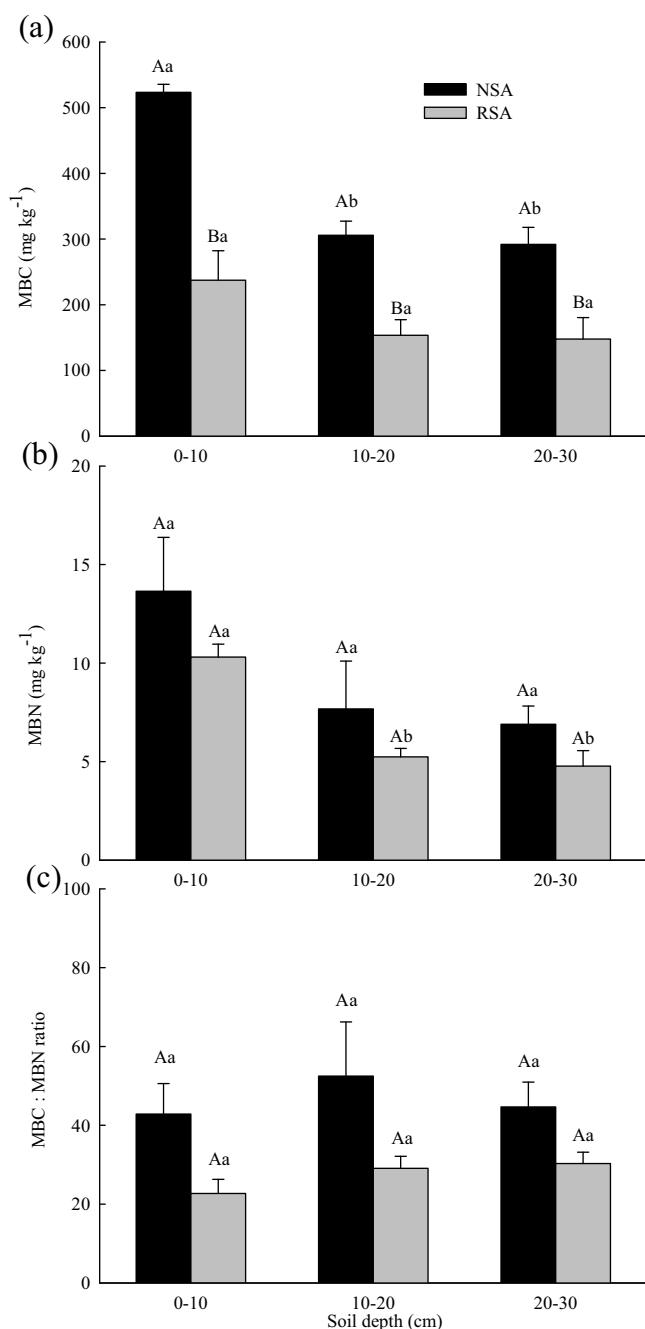 (a)
600
500
400
300
200
100
0
MBC (mg kg-1)
Aa
Ba
Ab
Ba
Ab
Ba
NSA
RSA
0-10 10-20 20-30
(b)
20
15
10
5
0
MBN (mg kg-1)
Aa
Aa
Aa
Ab
Aa
Ab
0-10 10-20 20-30
(c)
100
80
60
40
20
0
MBC : MBN ratio
Aa
Aa
Aa
Aa
Aa
Aa
0-10 10-20 20-30
Soil depth (cm)